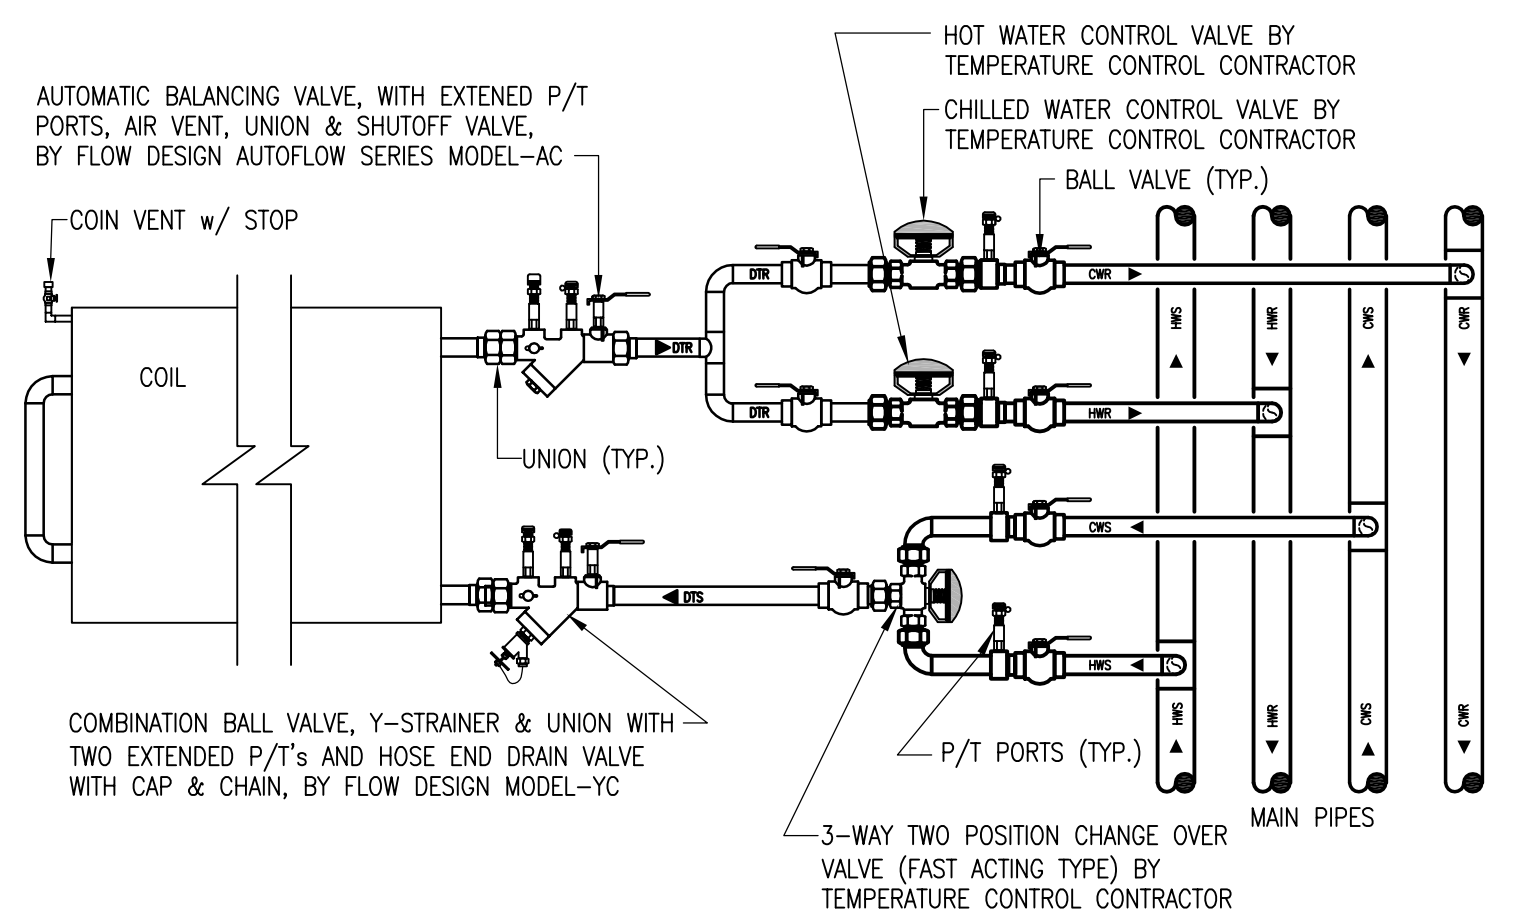 HOT WATER CONTROL VALVE BY
TEMPERATURE CONTROL CONTRACTOR
AUTOMATIC BALANCING VALVE, WITH EXTENED P/T
PORTS, AIR VENT, UNION & SHUTOFF VALVE,
BY FLOW DESIGN AUTOFLOW SERIES MODEL-AC
CHILLED WATER CONTROL VALVE BY
TEMPERATURE CONTROL CONTRACTOR
BALL VALVE (TYP.)
COIN VENT w/ STOP
DTR
CWR
HWS
HWR
CWS
CWR
DTR
COIL
DTR
HWR
UNION (TYP.)
CWS
DTS
HWS
HWS
HWR
CWS
CWR
COMBINATION BALL VALVE, Y-STRAINER & UNION WITH
TWO EXTENDED P/T's AND HOSE END DRAIN VALVE
WITH CAP & CHAIN, BY FLOW DESIGN MODEL-YC
P/T PORTS (TYP.)
MAIN PIPES
3-WAY TWO POSITION CHANGE OVER
VALVE (FAST ACTING TYPE) BY
TEMPERATURE CONTROL CONTRACTOR